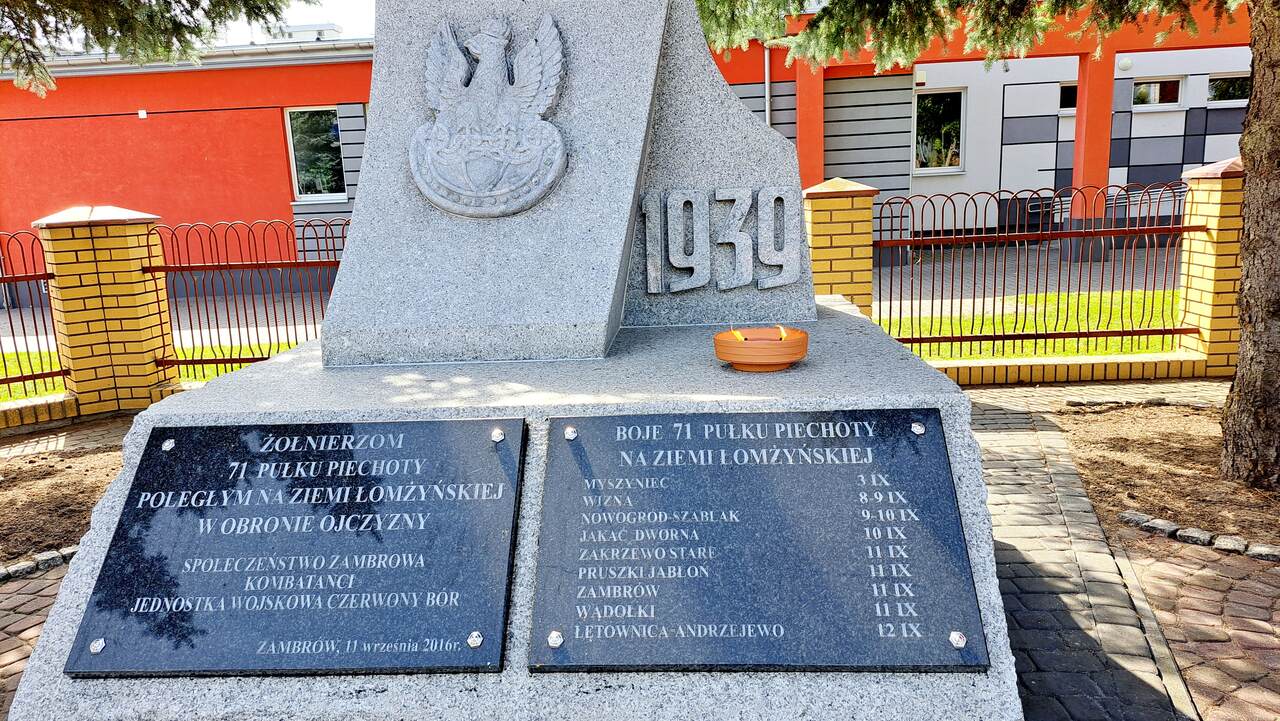 1939
ŻOŁNIERZOM
71 PUŁKU PIECHOTY
POLEGŁYM NA ZIEMI ŁOMŻYŃSKIEJ
W OBRONIE OJCZYZNY
SPOŁECZEŃSTWO ZAMBROWA
KOMBATANCI
JEDNOSTKA WOJSKOWA CZERWONY BÓR
ZAMBRÓW, 11 września 2016r.
BOJE 71 PUŁKU PIECHOTY
NA ZIEMI ŁOMŻYŃSKIEJ
MYSZYNIEC 3 IX
WIZNA 8-9 IX
NOWOGRÓD-SZABLAK 9-10 IX
JAKAĆ DWORNA 10 IX
ZAKRZEWO STARE 11 IX
PRUSZKI JABŁOŃ 11 IX
ZAMBRÓW 11 IX
WĄDOŁKI 11 IX
ŁĘTOWNICA-ANDRZEJEWO 12 IX